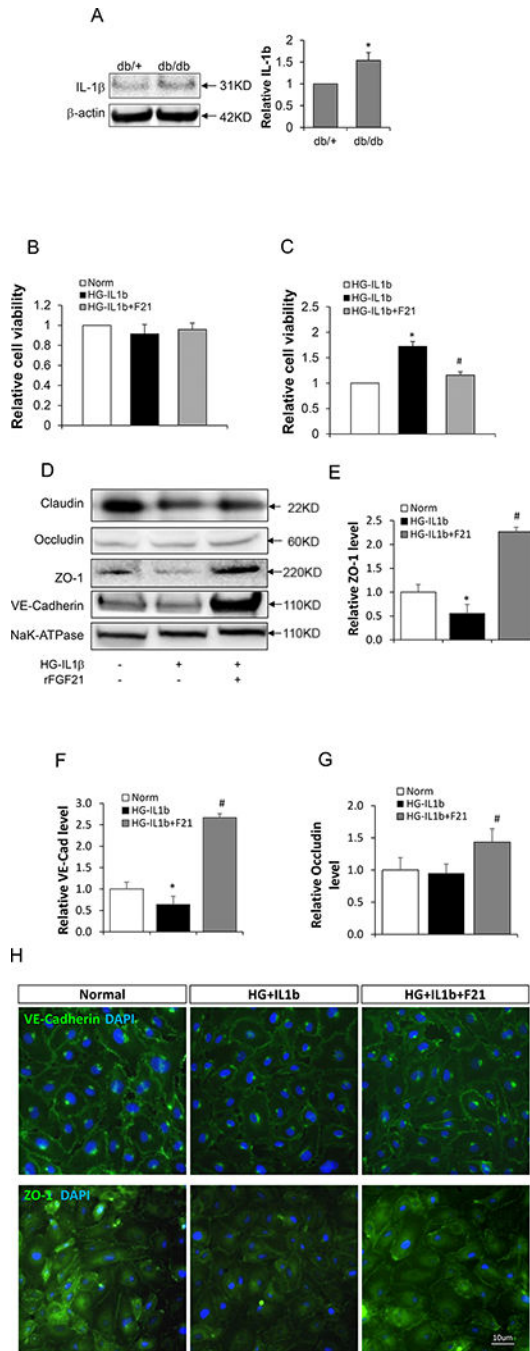 A
db/+ db/db
IL-1β
31KD
β-actin
42KD
Relative IL-1b
2
1.5
1
0.5
0
*
db/+ db/db
B
Norm
HG-IL1b
HG-IL1b+F21
Relative cell viability
1.2
1
0.8
0.6
0.4
0.2
0
C
HG-IL1b
HG-IL1b
HG-IL1b+F21
Relative cell viability
2.5
2
1.5
1
0.5
0
*
#
D
Claudin
22KD
Occludin
60KD
ZO-1
220KD
VE-Cadherin
110KD
NaK-ATPase
110KD
HG-IL1β - + +
rFGF21 - - +
E
Norm
HG-IL1b
HG-IL1b+F21
Relative ZO-1 level
2.5
2.0
1.5
1.0
0.5
0.0
*
#
F
Norm
HG-IL1b
HG-IL1b+F21
Relative VE-Cad level
3.0
2.5
2.0
1.5
1.0
0.5
0.0
*
#
G
Norm
HG-IL1b
HG-IL1b+F21
Relative Occludin
level
2.0
1.5
1.0
0.5
0.0
#
H
Normal HG+IL1b HG+IL1b+F21
VE-Cadherin DAPI
ZO-1 DAPI
10um